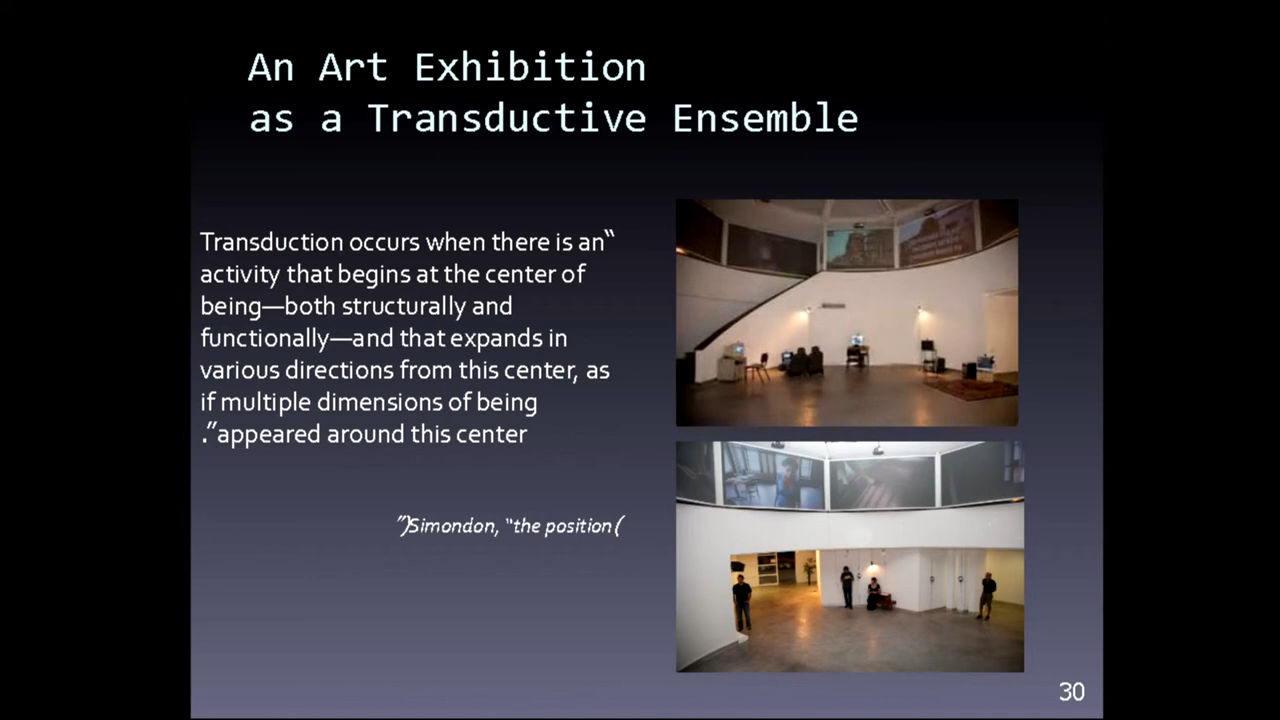 An Art Exhibition
as a Transductive Ensemble
Transduction occurs when there is an“
activity that begins at the center of
being—both structurally and
functionally—and that expands in
various directions from this center, as
if multiple dimensions of being
.”appeared around this center
”)Simondon, “the position(
30